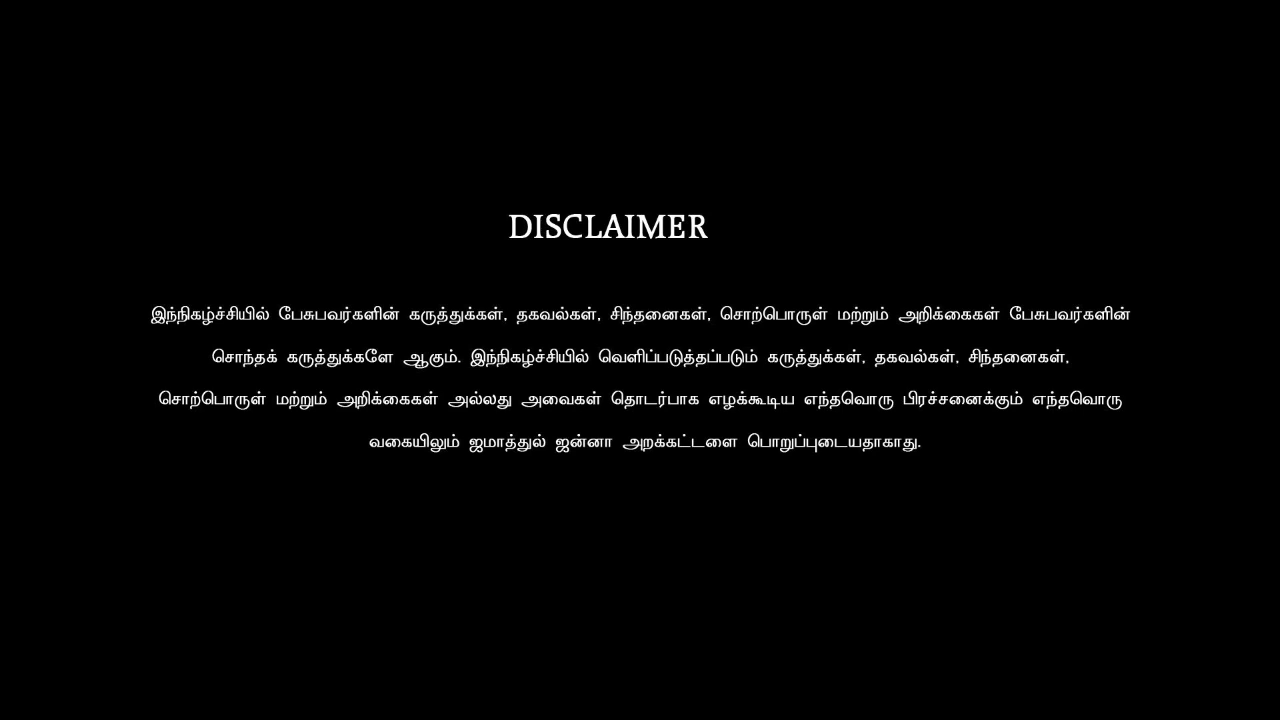 DISCLAIMER
இந்நிகழ்ச்சியில் பேசுபவர்களின் கருத்துக்கள், தகவல்கள், சிந்தனைகள், சொற்பொருள் மற்றும் அறிக்கைகள் பேசுபவர்களின்
சொந்தக் கருத்துக்களே ஆகும். இந்நிகழ்ச்சியில் வெளிப்படுத்தப்படும் கருத்துக்கள், தகவல்கள், சிந்தனைகள்,
சொற்பொருள் மற்றும் அறிக்கைகள் அல்லது அவைகள் தொடர்பாக எழக்கூடிய எந்தவொரு பிரச்சனைக்கும் எந்தவொரு
வகையிலும் ஜமாத்துல் ஜன்னா அறக்கட்டளை பொறுப்புடையதாகாது.